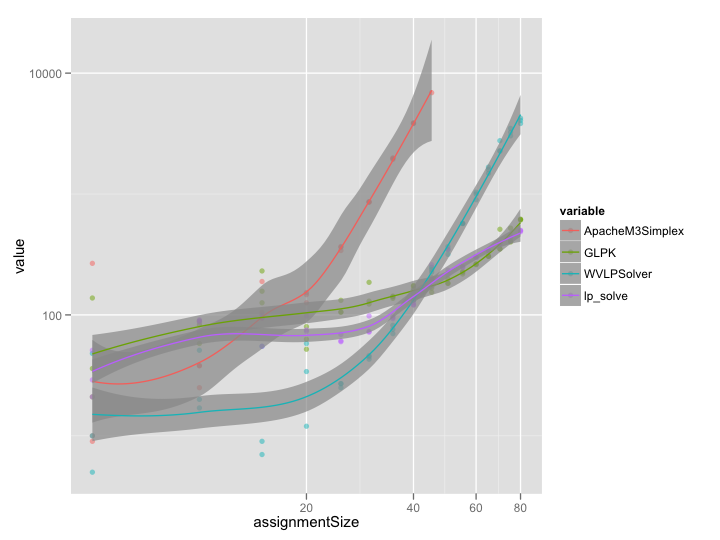 10000
100
value
20
40
60
80
assignmentSize
variable
ApacheM3Simplex
GLPK
WVLPSolver
lp_solve